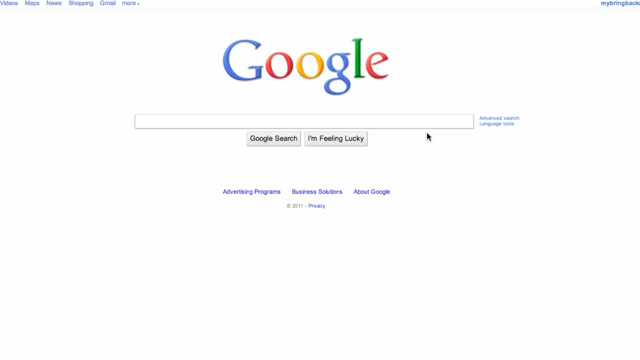 Videos Maps News Shopping Gmail more
mybringback
Google
Advanced search
Language tools
Google Search I'm Feeling Lucky
Advertising Programs Business Solutions About Google
© 2011 - Privacy